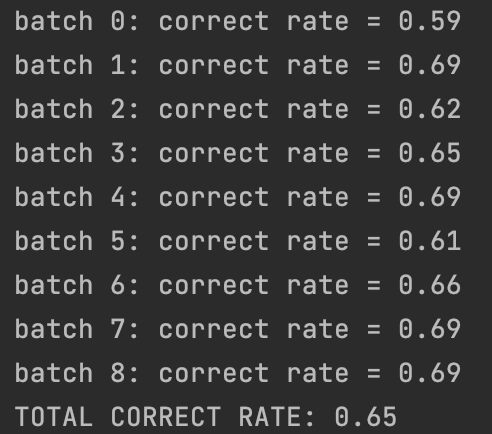 batch 0: correct rate = 0.59
batch 1: correct rate = 0.69
batch 2: correct rate = 0.62
batch 3: correct rate = 0.65
batch 4: correct rate = 0.69
batch 5: correct rate = 0.61
batch 6: correct rate = 0.66
batch 7: correct rate = 0.69
batch 8: correct rate = 0.69
TOTAL CORRECT RATE: 0.65